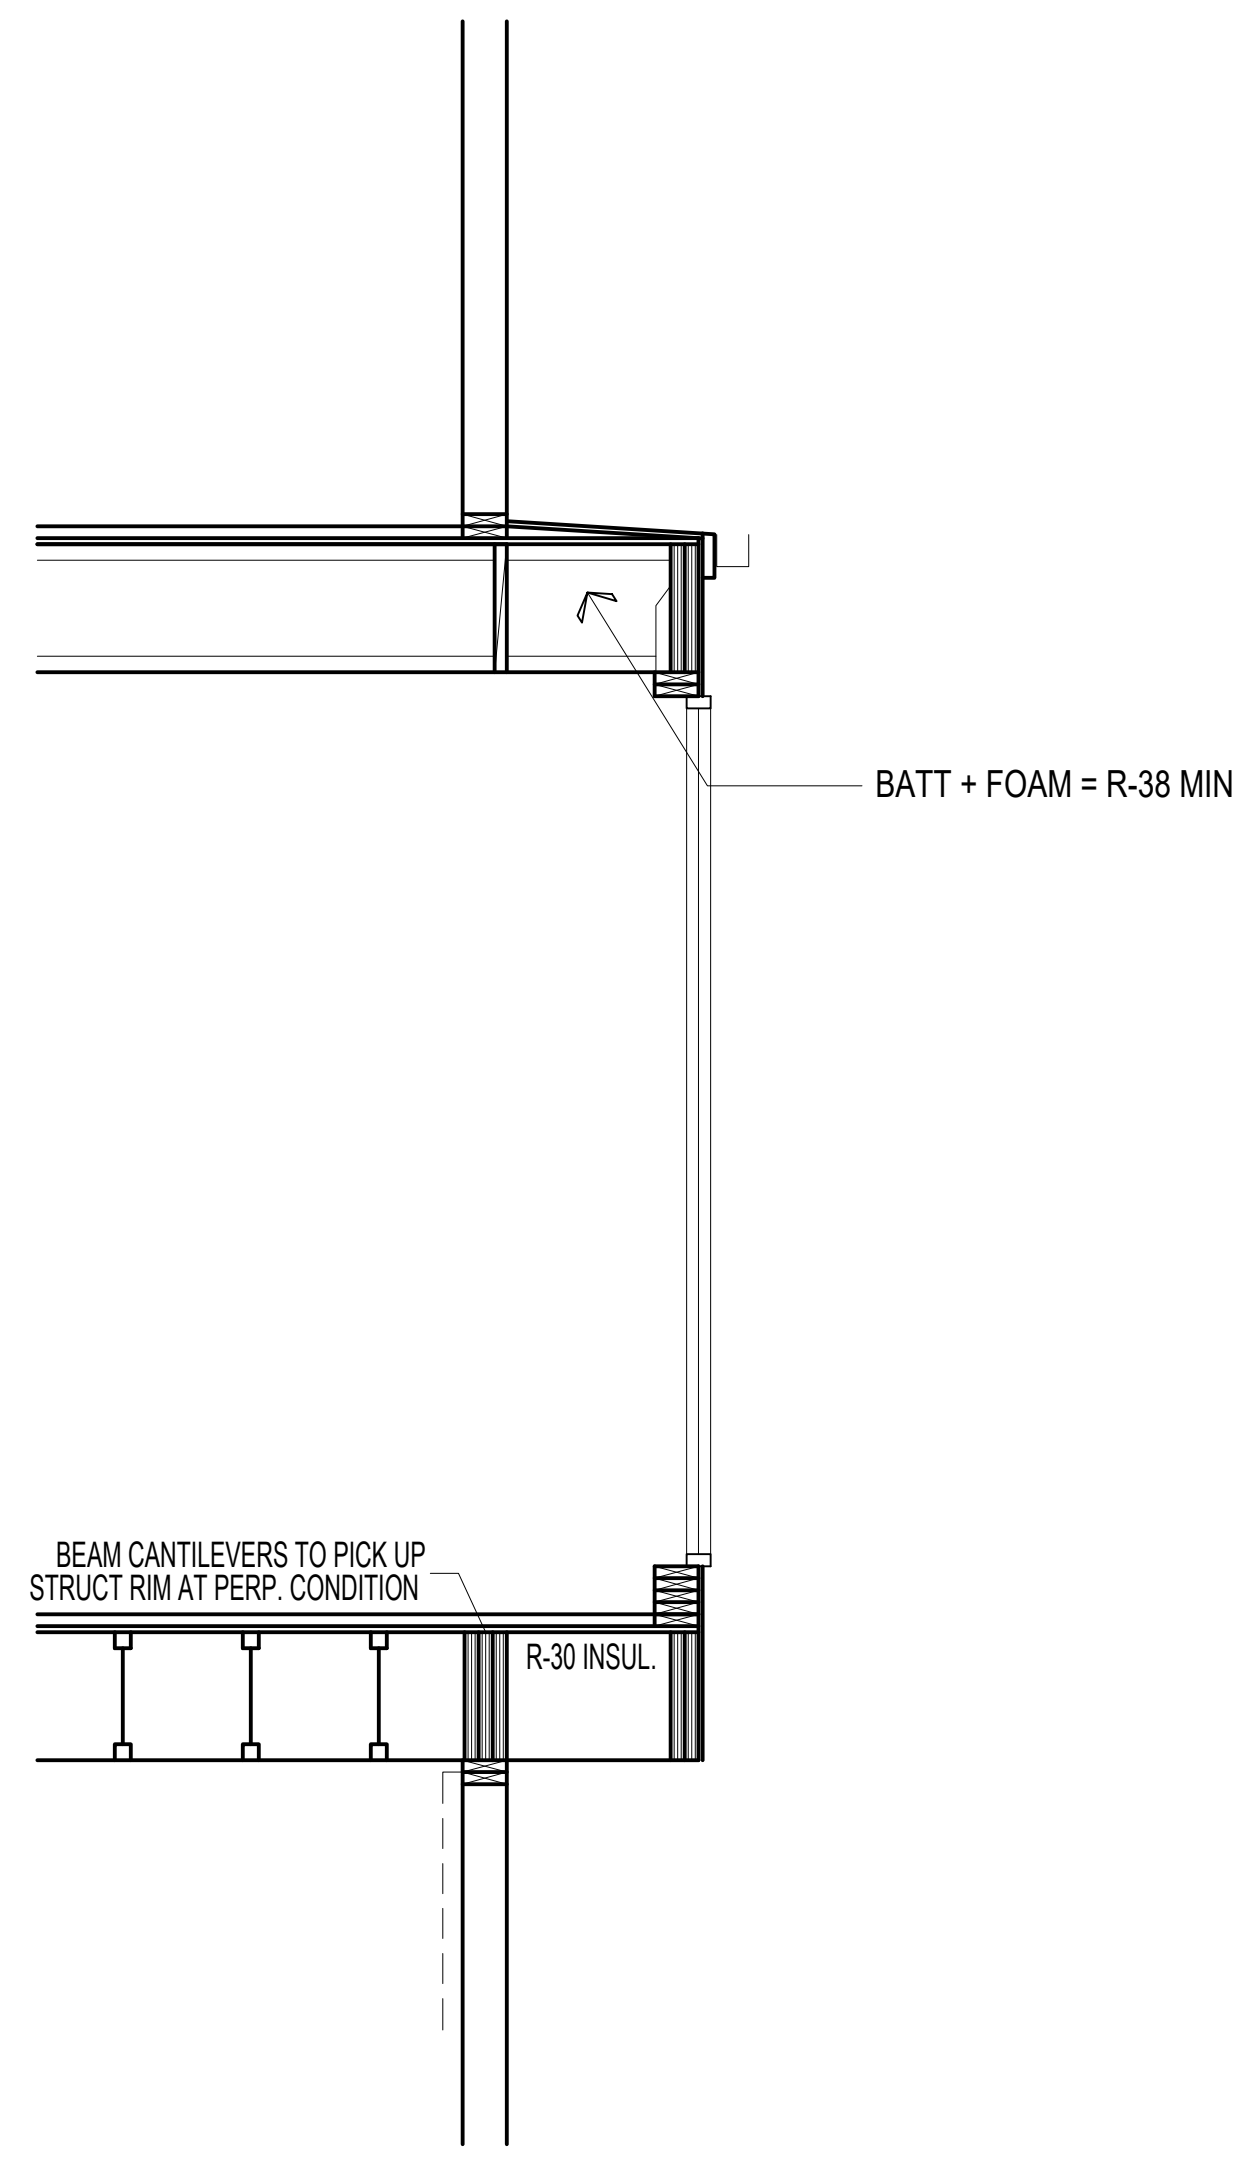 BATT + FOAM = R-38 MIN
BEAM CANTILEVERS TO PICK UP
STRUCT RIM AT PERP. CONDITION
R-30 INSUL.